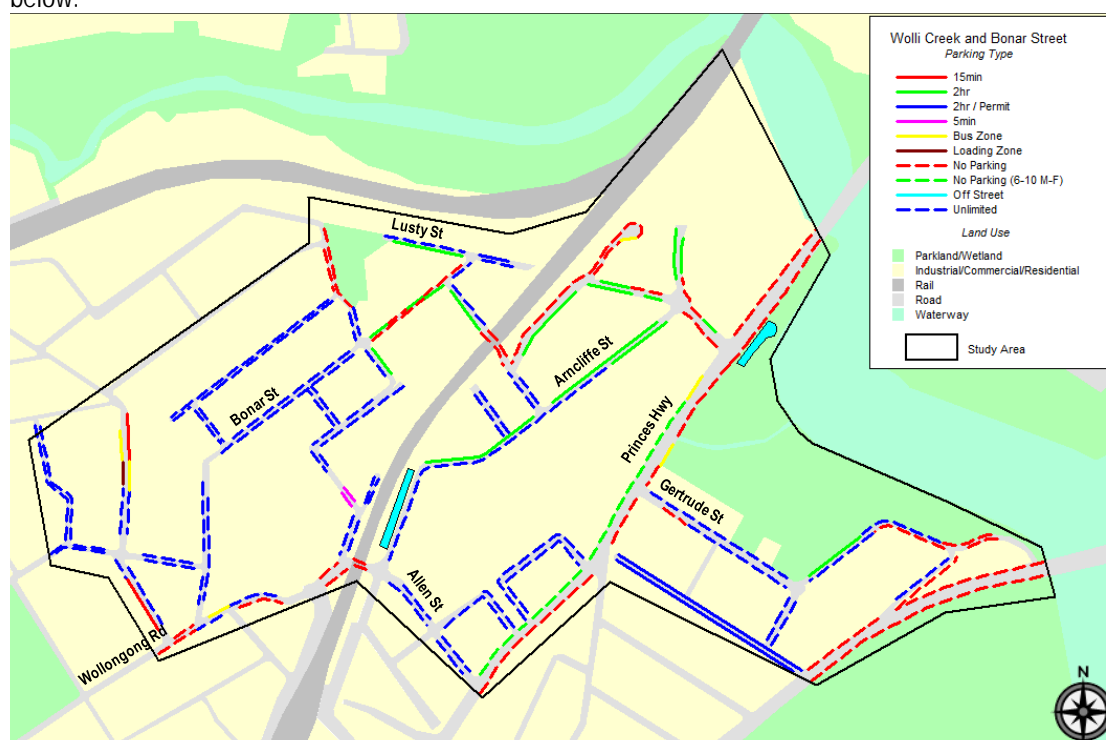 below.
Wolli Creek and Bonar Street
Parking Type
15min
2hr
2hr / Permit
5min
Bus Zone
Loading Zone
No Parking
No Parking (6-10 M-F)
Off Street
Unlimited
Land Use
Parkland/Wetland
Industrial/Commercial/Residential
Rail
Road
Waterway
Study Area
Lusty St
Arncliffe St
Bonar St
Princes Hwy
Gertrude St
Allen St
Wollongong Rd
N